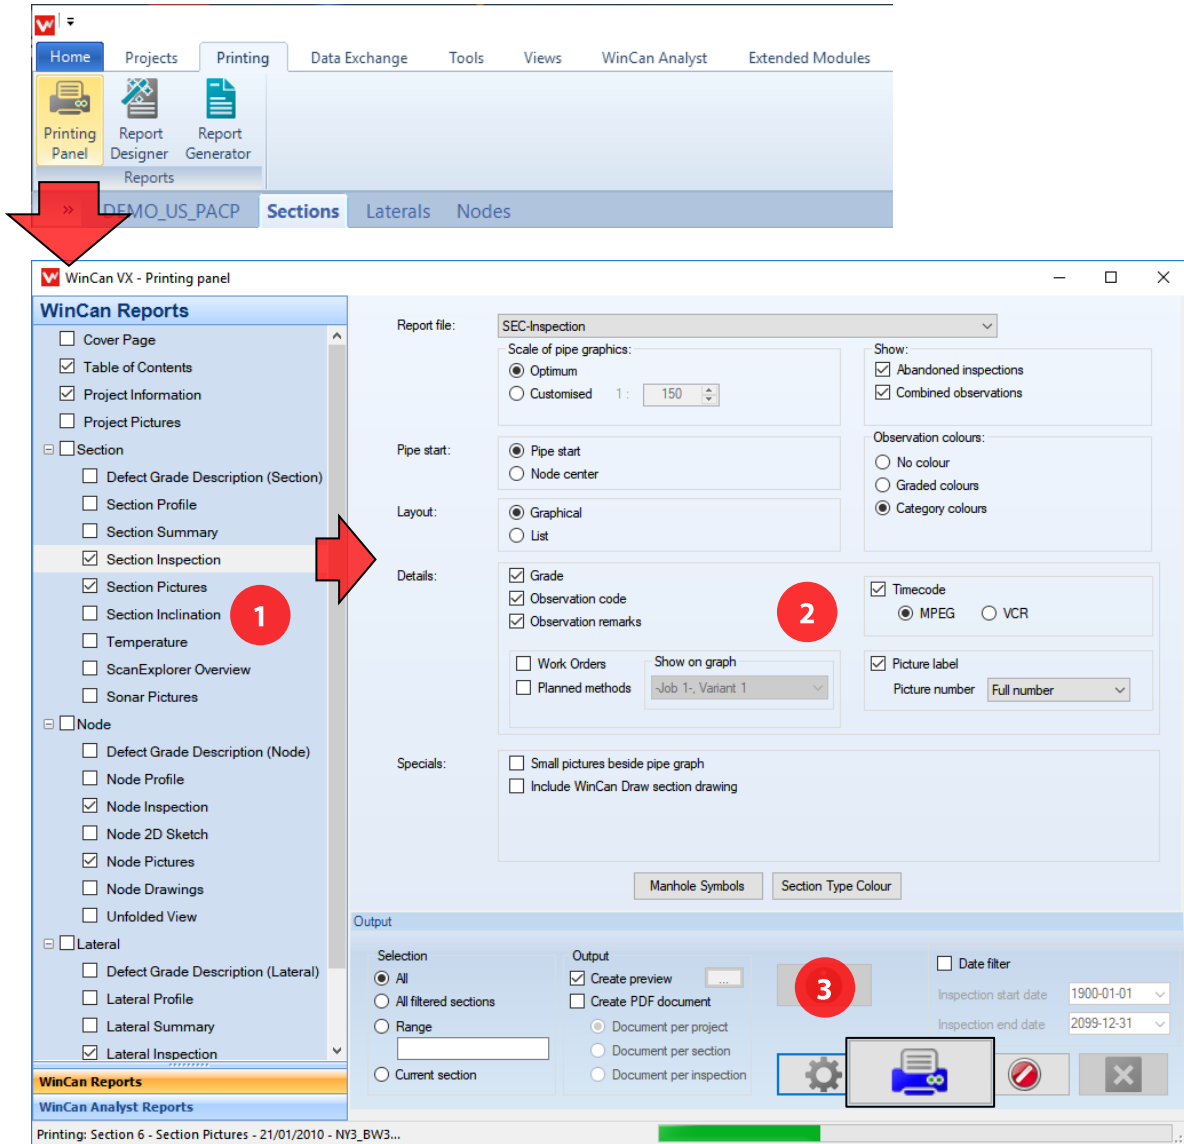 Home Projects Printing Data Exchange Tools Views WinCan Analyst Extended Modules
Printing Panel
Report Designer
Report Generator
Reports
» DEMO_US_PACP Sections Laterals Nodes
WinCan VX - Printing panel
WinCan Reports
Cover Page
Table of Contents
Project Information
Project Pictures
Section
Defect Grade Description (Section)
Section Profile
Section Summary
Section Inspection
Section Pictures
Section Inclination
Temperature
ScanExplorer Overview
Sonar Pictures
Node
Defect Grade Description (Node)
Node Profile
Node Inspection
Node 2D Sketch
Node Pictures
Node Drawings
Unfolded View
Lateral
Defect Grade Description (Lateral)
Lateral Profile
Lateral Summary
Lateral Inspection
WinCan Reports
WinCan Analyst Reports
1
Report file: SEC-Inspection
Scale of pipe graphics:
Optimum
Customised 1 : 150
Show:
Abandoned inspections
Combined observations
Pipe start: Pipe start
Node center
Observation colours:
No colour
Graded colours
Category colours
Layout: Graphical
List
Details: Grade
Observation code
Observation remarks
2
Timecode
MPEG VCR
Work Orders
Planned methods
Show on graph
-Job 1-, Variant 1
Picture label
Picture number Full number
Specials: Small pictures beside pipe graph
Include WinCan Draw section drawing
Manhole Symbols Section Type Colour
Output
Selection
All
All filtered sections
Range
Current section
Output
Create preview ...
Create PDF document
Document per project
Document per section
Document per inspection
3
Date filter
Inspection start date 1900-01-01
Inspection end date 2099-12-31
Printing: Section 6 - Section Pictures - 21/01/2010 - NY3_BW3...